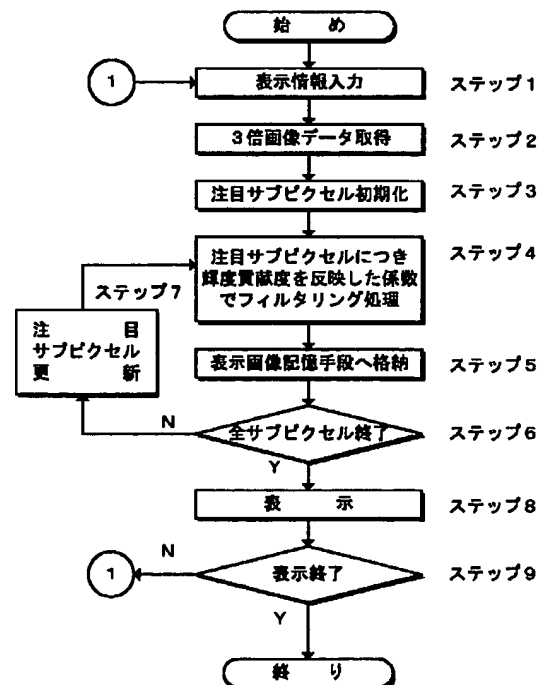 始 め
1
表示情報入力
ステップ1
3倍画像データ取得
ステップ2
注目サブピクセル初期化
ステップ3
注目サブピクセルにつき
輝度貢献度を反映した係数
でフィルタリング処理
ステップ4
ステップ7
注 目
サブピクセル
更 新
表示画像記憶手段へ格納
ステップ5
N
全サブピクセル終了
ステップ6
Y
表 示
ステップ8
N
1
表示終了
ステップ9
Y
終 り